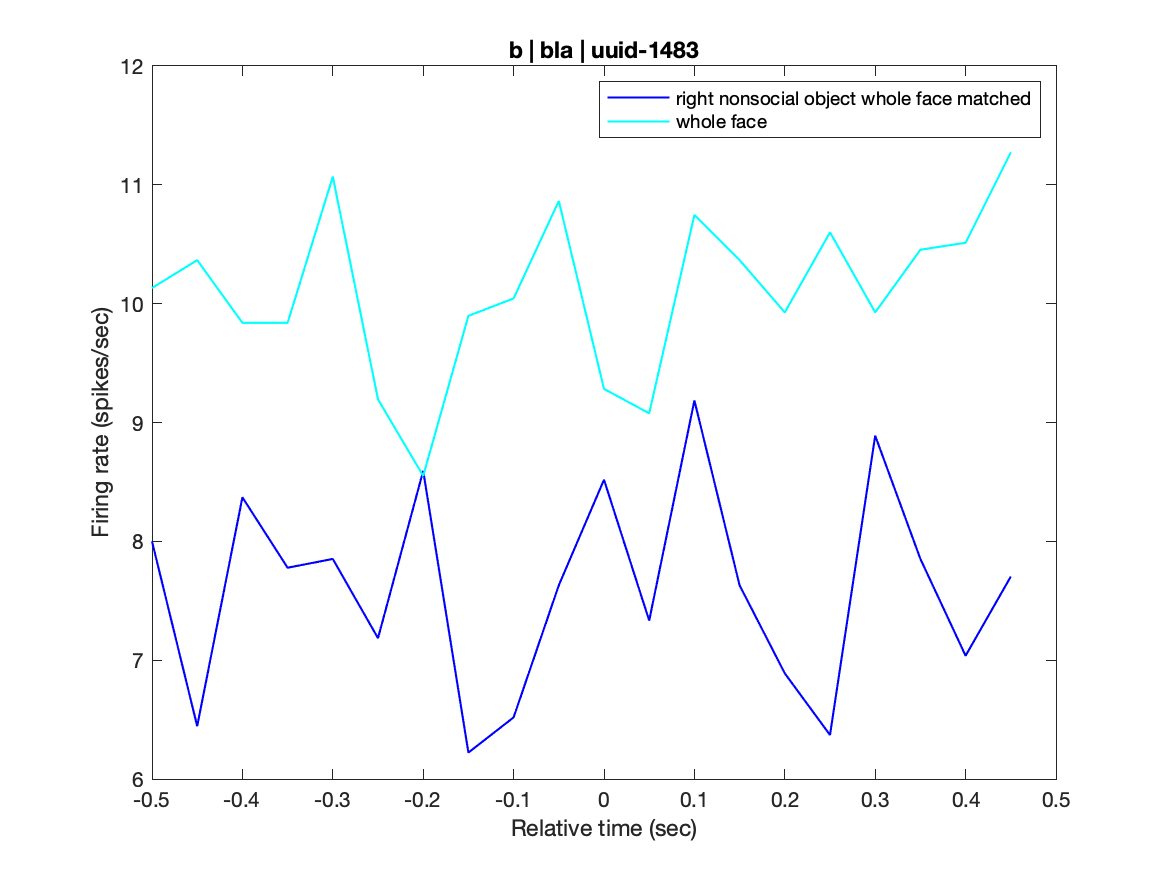 b | bla | uuid-1483
right nonsocial object whole face matched
whole face
12
11
10
9
8
7
6
Firing rate (spikes/sec)
-0.5 -0.4 -0.3 -0.2 -0.1 0 0.1 0.2 0.3 0.4 0.5
Relative time (sec)